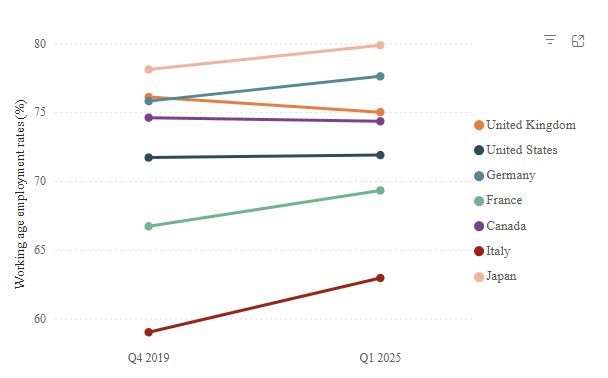 Working age employment rates (%)
80
75
70
65
60
Q4 2019
Q1 2025
United Kingdom
United States
Germany
France
Canada
Italy
Japan